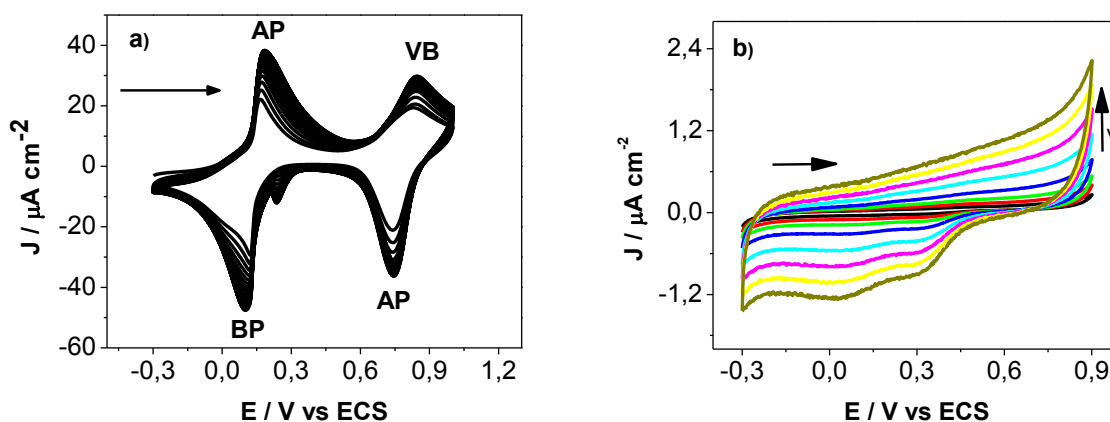 a)
AP
VB
BP
AP
40
20
0
-20
-40
-60
J / µA cm-2
-0,3
0,0
0,3
0,6
0,9
1,2
E / V vs ECS
b)
2,4
1,2
0,0
-1,2
J / µA cm-2
-0,3
0,0
0,3
0,6
0,9
E / V vs ECS